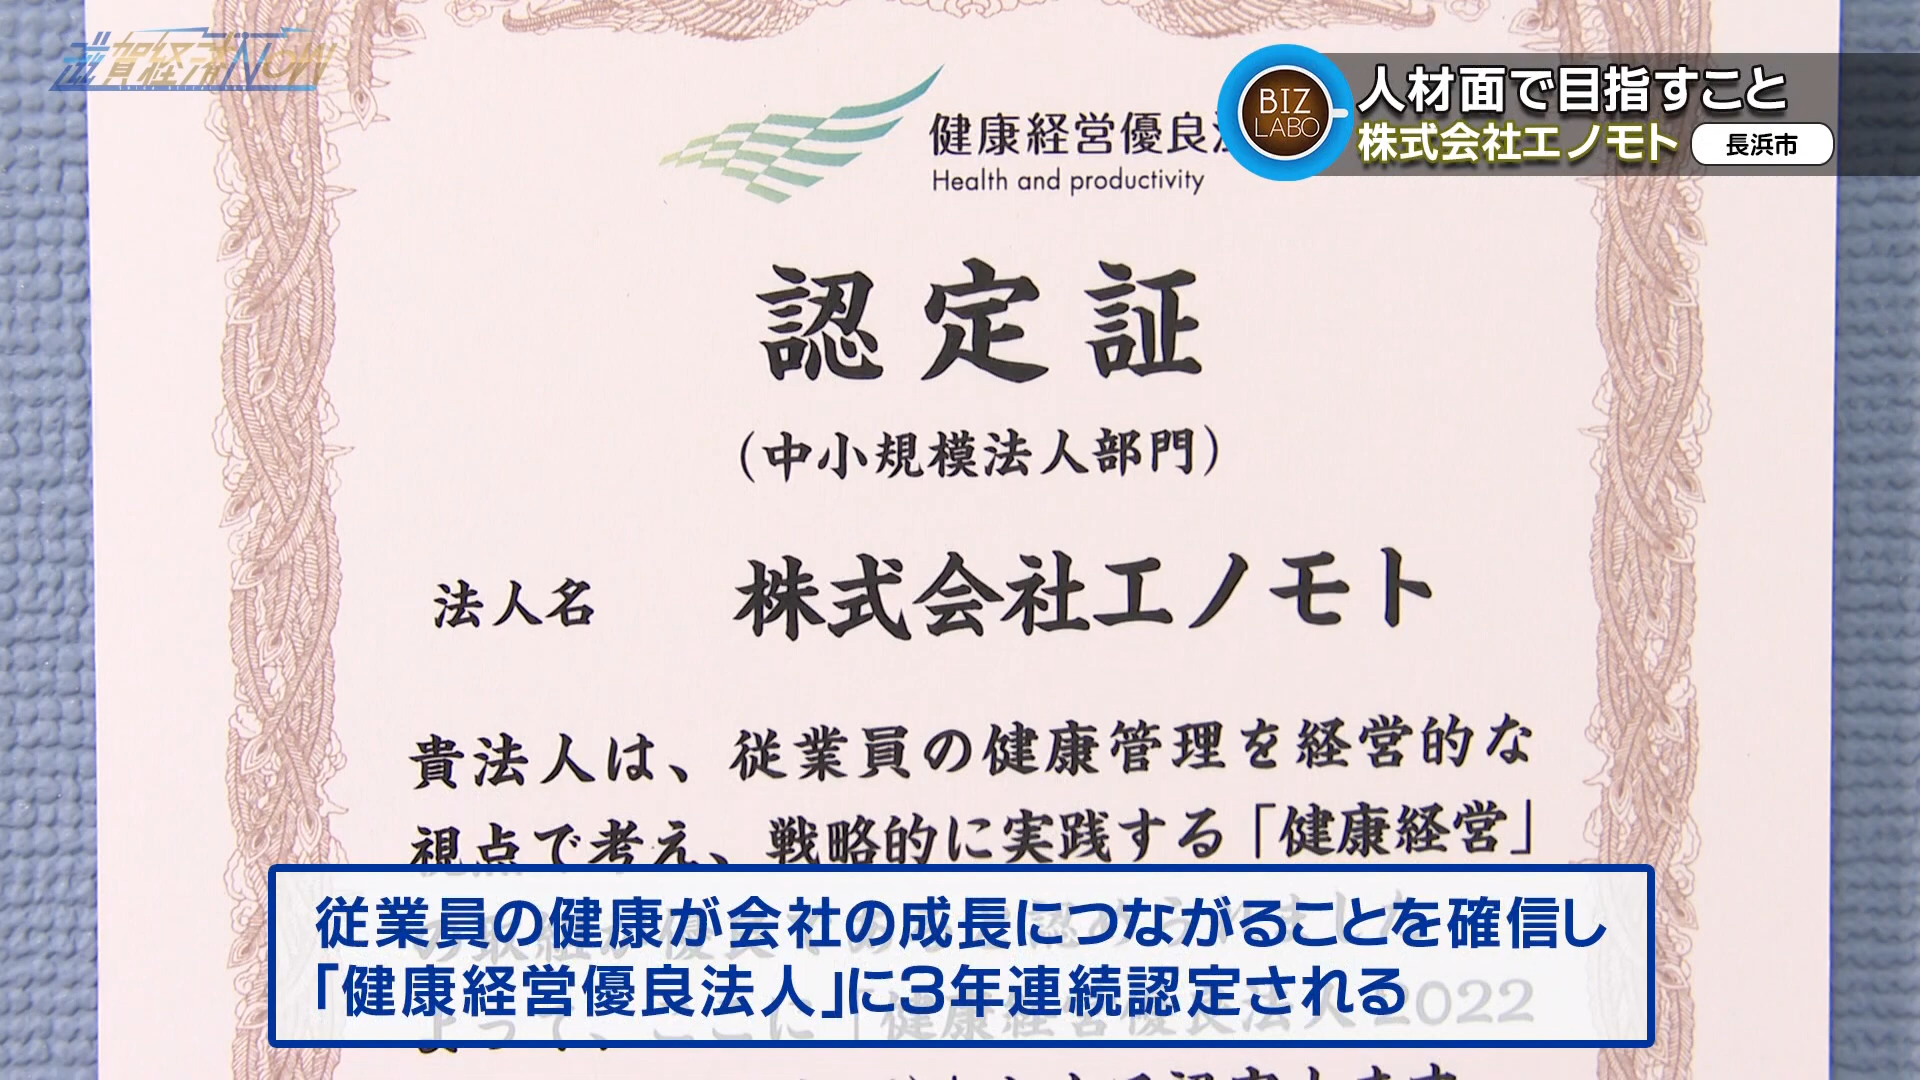 滋賀経済NOW
BIZ
LABO
人材面で目指すこと
株式会社エノモト
長浜市
健康経営優良法
Health and productivity
認定証
(中小規模法人部門)
法人名 株式会社エノモト
貴法人は、従業員の健康管理を経営的な
視点で考え、戦略的に実践する「健康経営」
従業員の健康が会社の成長につながることを確信し
「健康経営優良法人」に3年連続認定される